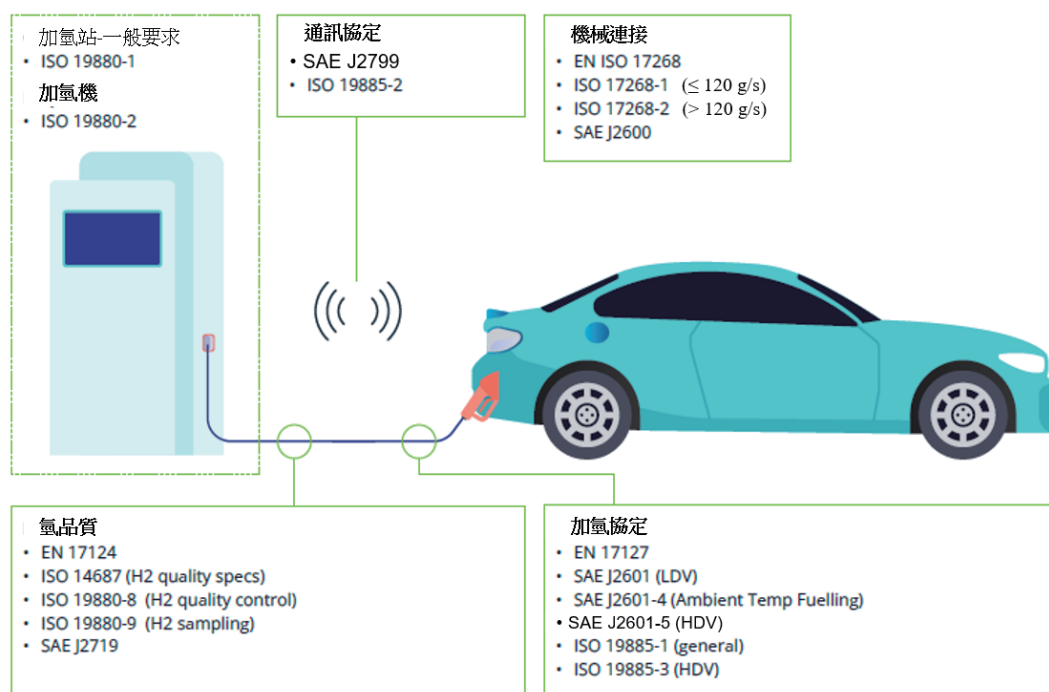 加氫站-一般要求
• ISO 19880-1
加氫機
• ISO 19880-2
通訊協定
• SAE J2799
• ISO 19885-2
機械連接
• EN ISO 17268
• ISO 17268-1 (≤ 120 g/s)
• ISO 17268-2 (> 120 g/s)
• SAE J2600
氫品質
• EN 17124
• ISO 14687 (H2 quality specs)
• ISO 19880-8 (H2 quality control)
• ISO 19880-9 (H2 sampling)
• SAE J2719
加氫協定
• EN 17127
• SAE J2601 (LDV)
• SAE J2601-4 (Ambient Temp Fuelling)
• SAE J2601-5 (HDV)
• ISO 19885-1 (general)
• ISO 19885-3 (HDV)